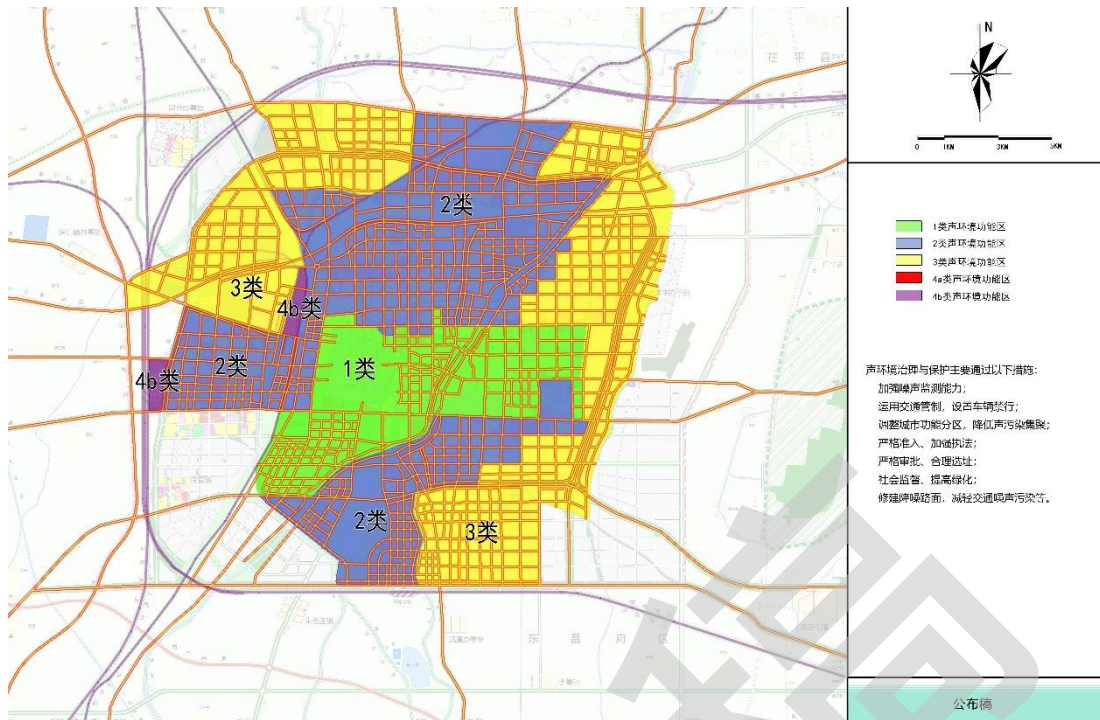 N
0 1KM 3KM 5KM
1类声环境功能区
2类声环境功能区
3类声环境功能区
4a类声环境功能区
4b类声环境功能区
声环境治理与保护主要通过以下措施：
加强噪声监测能力；
运用交通管制，设否车辆禁行；
调整城市功能分区，降低声污染集聚；
严格准入、加强执法；
严格审批、合理选址；
社会监督、提高绿化；
修建降噪路面，减轻交通噪声污染等。
公布稿
2类
3类
4b类
2类
4b类
1类
2类
3类
东昌府区